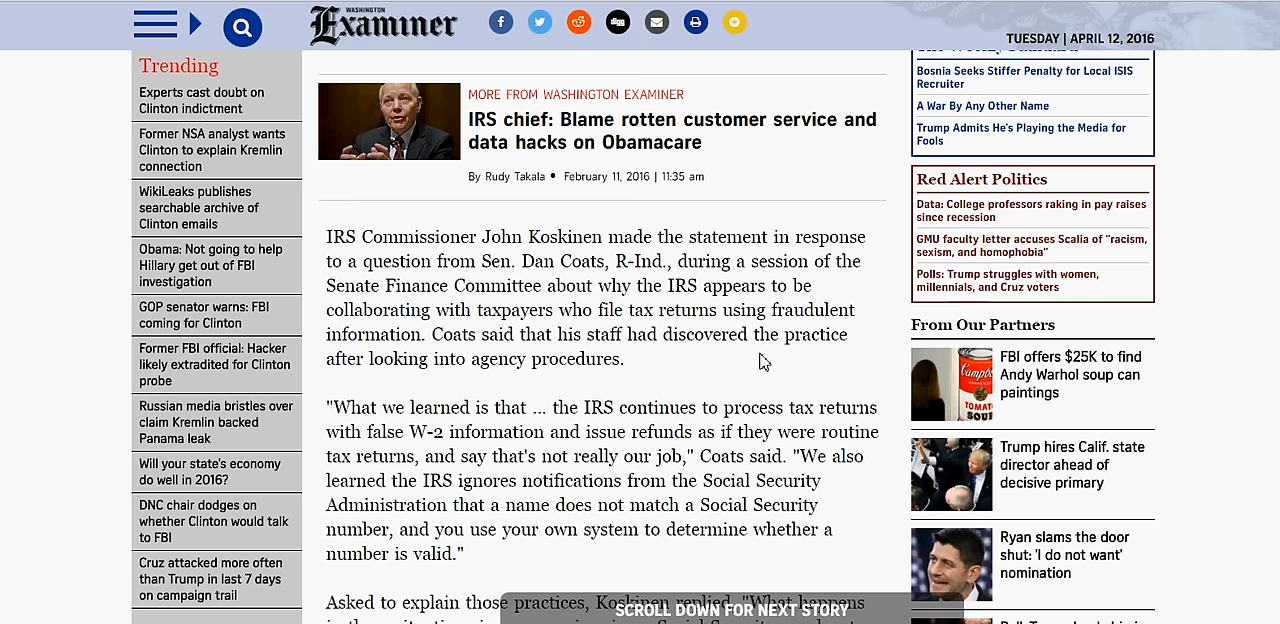 WASHINGTON
Examiner
digg
TUESDAY | APRIL 12, 2016
Trending
Experts cast doubt on
Clinton indictment
Former NSA analyst wants
Clinton to explain Kremlin
connection
WikiLeaks publishes
searchable archive of
Clinton emails
Obama: Not going to help
Hillary get out of FBI
investigation
GOP senator warns: FBI
coming for Clinton
Former FBI official: Hacker
likely extradited for Clinton
probe
Russian media bristles over
claim Kremlin backed
Panama leak
Will your state's economy
do well in 2016?
DNC chair dodges on
whether Clinton would talk
to FBI
Cruz attacked more often
than Trump in last 7 days
on campaign trail
MORE FROM WASHINGTON EXAMINER
IRS chief: Blame rotten customer service and
data hacks on Obamacare
By Rudy Takala • February 11, 2016 | 11:35 am
IRS Commissioner John Koskinen made the statement in response
to a question from Sen. Dan Coats, R-Ind., during a session of the
Senate Finance Committee about why the IRS appears to be
collaborating with taxpayers who file tax returns using fraudulent
information. Coats said that his staff had discovered the practice
after looking into agency procedures.
"What we learned is that ... the IRS continues to process tax returns
with false W-2 information and issue refunds as if they were routine
tax returns, and say that's not really our job," Coats said. "We also
learned the IRS ignores notifications from the Social Security
Administration that a name does not match a Social Security
number, and you use your own system to determine whether a
number is valid."
Asked to explain those practices, Koskinen replied, "What happens
SCROLL DOWN FOR NEXT STORY
Bosnia Seeks Stiffer Penalty for Local ISIS
Recruiter
A War By Any Other Name
Trump Admits He's Playing the Media for
Fools
Red Alert Politics
Data: College professors raking in pay raises
since recession
GMU faculty letter accuses Scalia of "racism,
sexism, and homophobia"
Polls: Trump struggles with women,
millennials, and Cruz voters
From Our Partners
FBI offers $25K to find
Andy Warhol soup can
paintings
Trump hires Calif. state
director ahead of
decisive primary
Ryan slams the door
shut: 'I do not want'
nomination